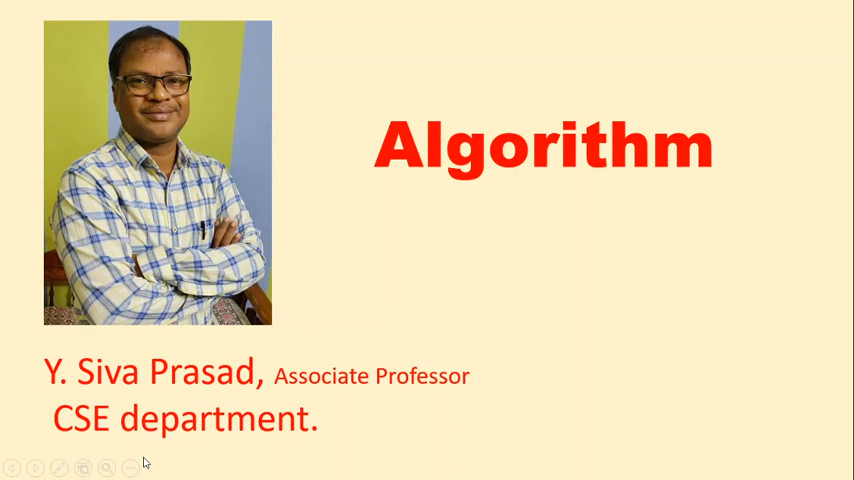 Algorithm
Y. Siva Prasad, Associate Professor
CSE department.